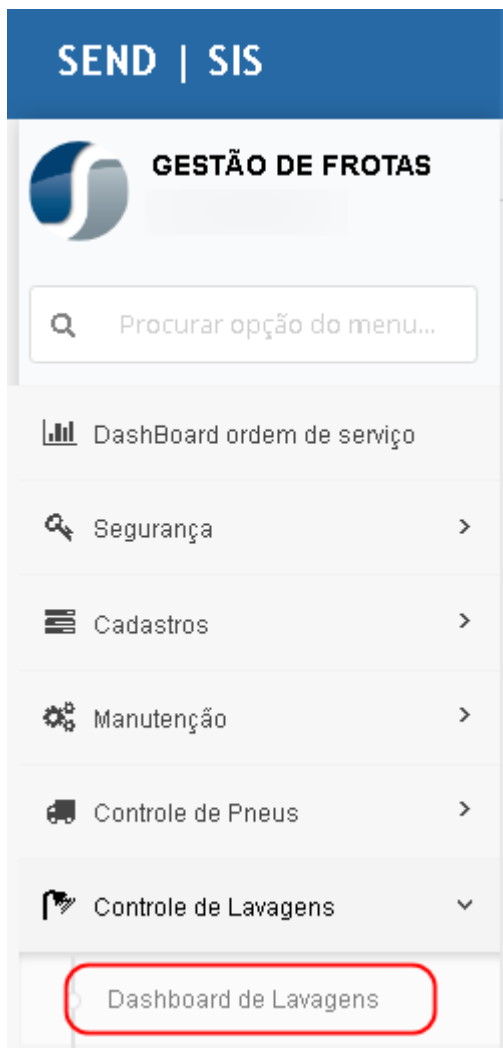 SEND | SIS
GESTÃO DE FROTAS
Procurar opção do menu...
DashBoard ordem de serviço
Segurança
Cadastros
Manutenção
Controle de Pneus
Controle de Lavagens
Dashboard de Lavagens